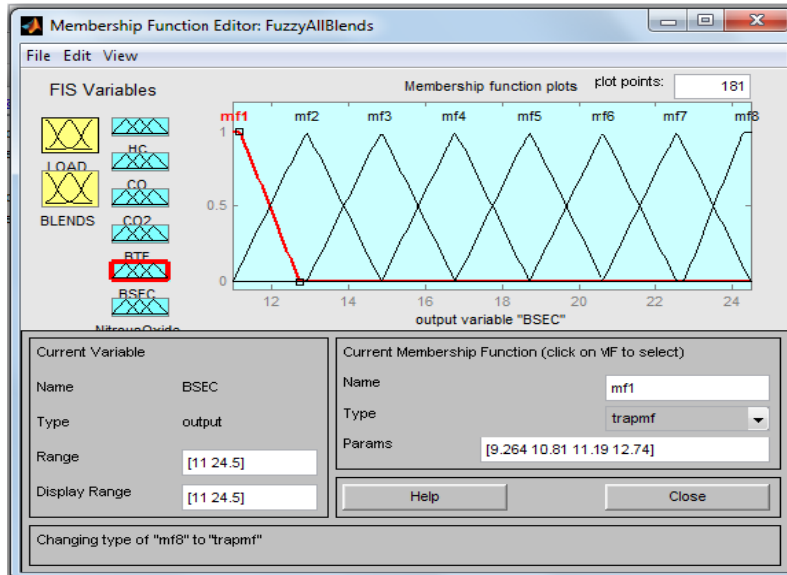 Membership Function Editor: FuzzyAllBlends
File Edit View
FIS Variables
Membership function plots
plot points:
181
LOAD
BLENDS
HC
CO
CO2
BTE
BSEC
NitrousOxide
mf1 mf2 mf3 mf4 mf5 mf6 mf7 mf8
1
0.5
0
12 14 16 18 20 22 24
output variable "BSEC"
Current Variable
Name BSEC
Type output
Range [11 24.5]
Display Range [11 24.5]
Current Membership Function (click on MF to select)
Name mf1
Type trapmf
Params [9.264 10.81 11.19 12.74]
Help Close
Changing type of "mf8" to "trapmf"